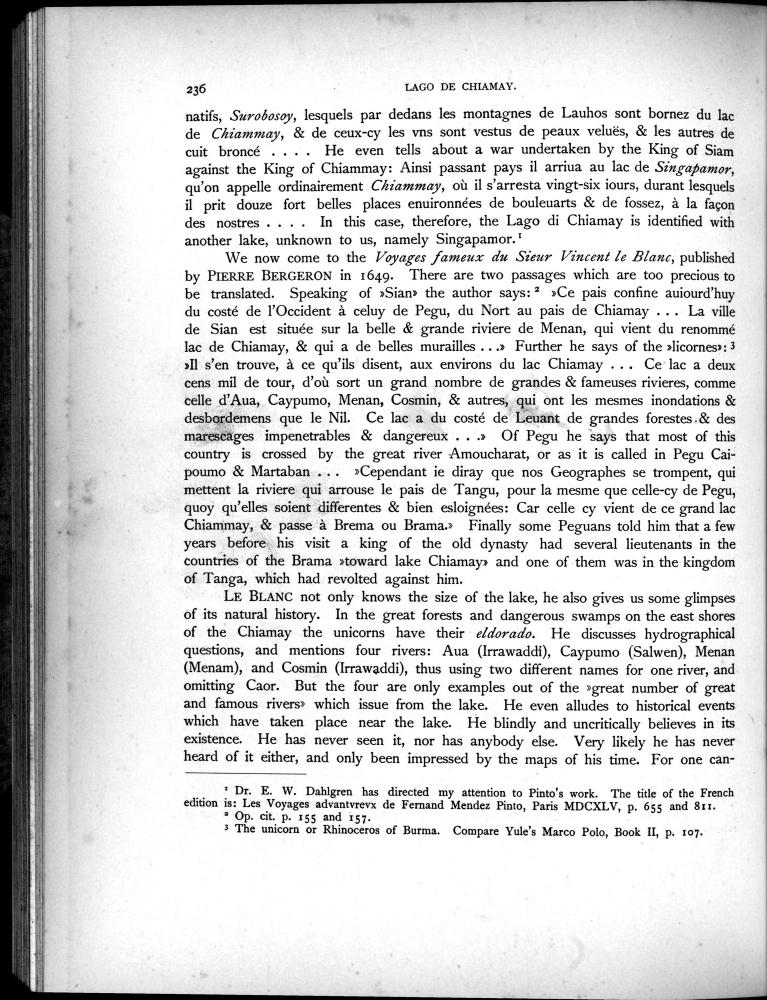 236
LAGO DE CHIAMAY.
natifs, Surobosoy, lesquels par dedans les montagnes de Lauhos sont bornez du lac
de Chiammay, & de ceux-cy les vns sont vestus de peaux veluës, & les autres de
cuit broncé . . . . He even tells about a war undertaken by the King of Siam
against the King of Chiammay: Ainsi passant pays il arriua au lac de Singapamor,
qu'on appelle ordinairement Chiammay, où il s'arresta vingt-six iours, durant lesquels
il prit douze fort belles places enuironnées de bouleuarts & de fossez, à la façon
des nostres . . . . In this case, therefore, the Lago di Chiamay is identified with
another lake, unknown to us, namely Singapamor.¹
We now come to the Voyages fameux du Sieur Vincent le Blanc, published
by PIERRE BERGERON in 1649. There are two passages which are too precious to
be translated. Speaking of »Sian» the author says:² »Ce pais confine auiourd'huy
du costé de l'Occident à celuy de Pegu, du Nort au pais de Chiamay . . . La ville
de Sian est située sur la belle & grande riviere de Menan, qui vient du renommé
lac de Chiamay, & qui a de belles murailles . . .» Further he says of the »licornes»:³
»Il s'en trouve, à ce qu'ils disent, aux environs du lac Chiamay . . . Ce lac a deux
cens mil de tour, d'où sort un grand nombre de grandes & fameuses rivieres, comme
celle d'Aua, Caypumo, Menan, Cosmin, & autres, qui ont les mesmes inondations &
desbordemens que le Nil. Ce lac a du costé de Leuant de grandes forestes & des
marescages impenetrables & dangereux . . .» Of Pegu he says that most of this
country is crossed by the great river Amoucharat, or as it is called in Pegu Cai-
poumo & Martaban . . . »Cependant ie diray que nos Geographes se trompent, qui
mettent la riviere qui arrouse le pais de Tangu, pour la mesme que celle-cy de Pegu,
quoy qu'elles soient differentes & bien esloignées: Car celle cy vient de ce grand lac
Chiammay, & passe à Brema ou Brama.» Finally some Peguans told him that a few
years before his visit a king of the old dynasty had several lieutenants in the
countries of the Brama »toward lake Chiamay» and one of them was in the kingdom
of Tanga, which had revolted against him.
LE BLANC not only knows the size of the lake, he also gives us some glimpses
of its natural history. In the great forests and dangerous swamps on the east shores
of the Chiamay the unicorns have their eldorado. He discusses hydrographical
questions, and mentions four rivers: Aua (Irrawaddi), Caypumo (Salwen), Menan
(Menam), and Cosmin (Irrawaddi), thus using two different names for one river, and
omitting Caor. But the four are only examples out of the »great number of great
and famous rivers» which issue from the lake. He even alludes to historical events
which have taken place near the lake. He blindly and uncritically believes in its
existence. He has never seen it, nor has anybody else. Very likely he has never
heard of it either, and only been impressed by the maps of his time. For one can-
¹ Dr. E. W. Dahlgren has directed my attention to Pinto's work. The title of the French
edition is: Les Voyages advantvrevx de Fernand Mendez Pinto, Paris MDCXLV, p. 655 and 811.
² Op. cit. p. 155 and 157.
³ The unicorn or Rhinoceros of Burma. Compare Yule's Marco Polo, Book II, p. 107.